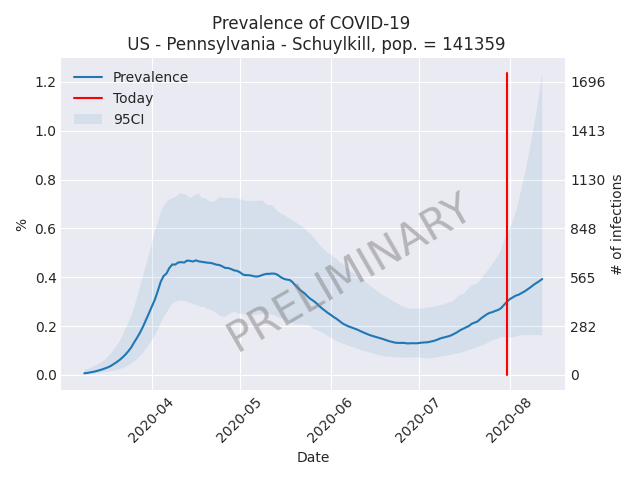 Prevalence of COVID-19
US - Pennsylvania - Schuylkill, pop. = 141359
Prevalence
Today
95CI
1.2
1.0
0.8
0.6
0.4
0.2
0.0
%
1696
1413
1130
848
565
282
0
# of infections
PRELIMINARY
2020-04
2020-05
2020-06
2020-07
2020-08
Date